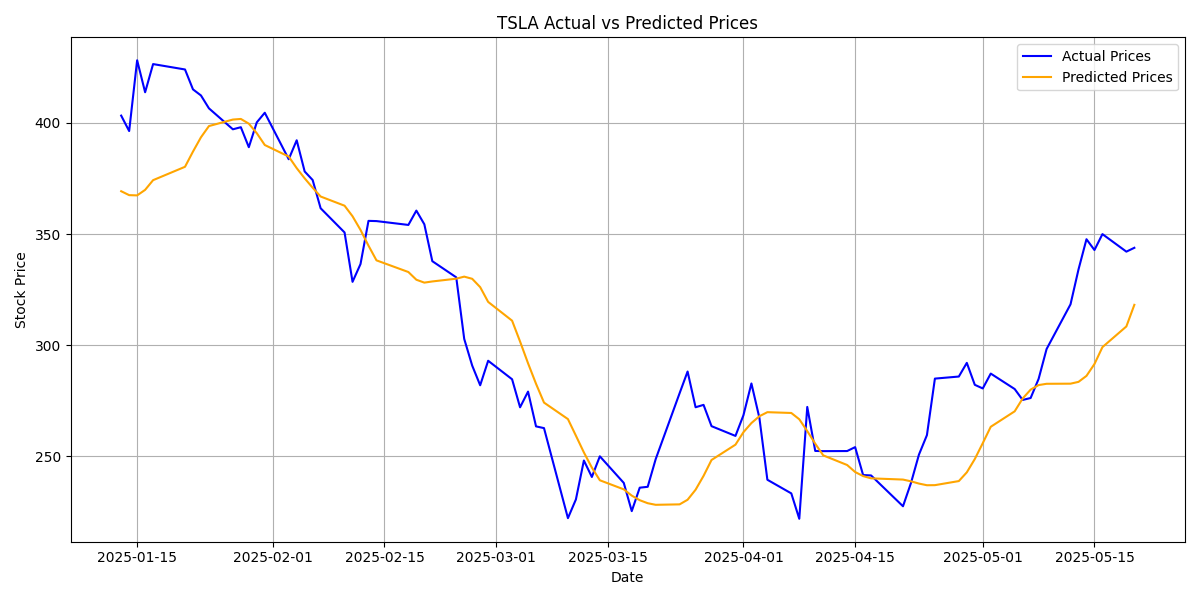 TSLA Actual vs Predicted Prices
Actual Prices
Predicted Prices
Stock Price
400
350
300
250
2025-01-15 2025-02-01 2025-02-15 2025-03-01 2025-03-15 2025-04-01 2025-04-15 2025-05-01 2025-05-15
Date